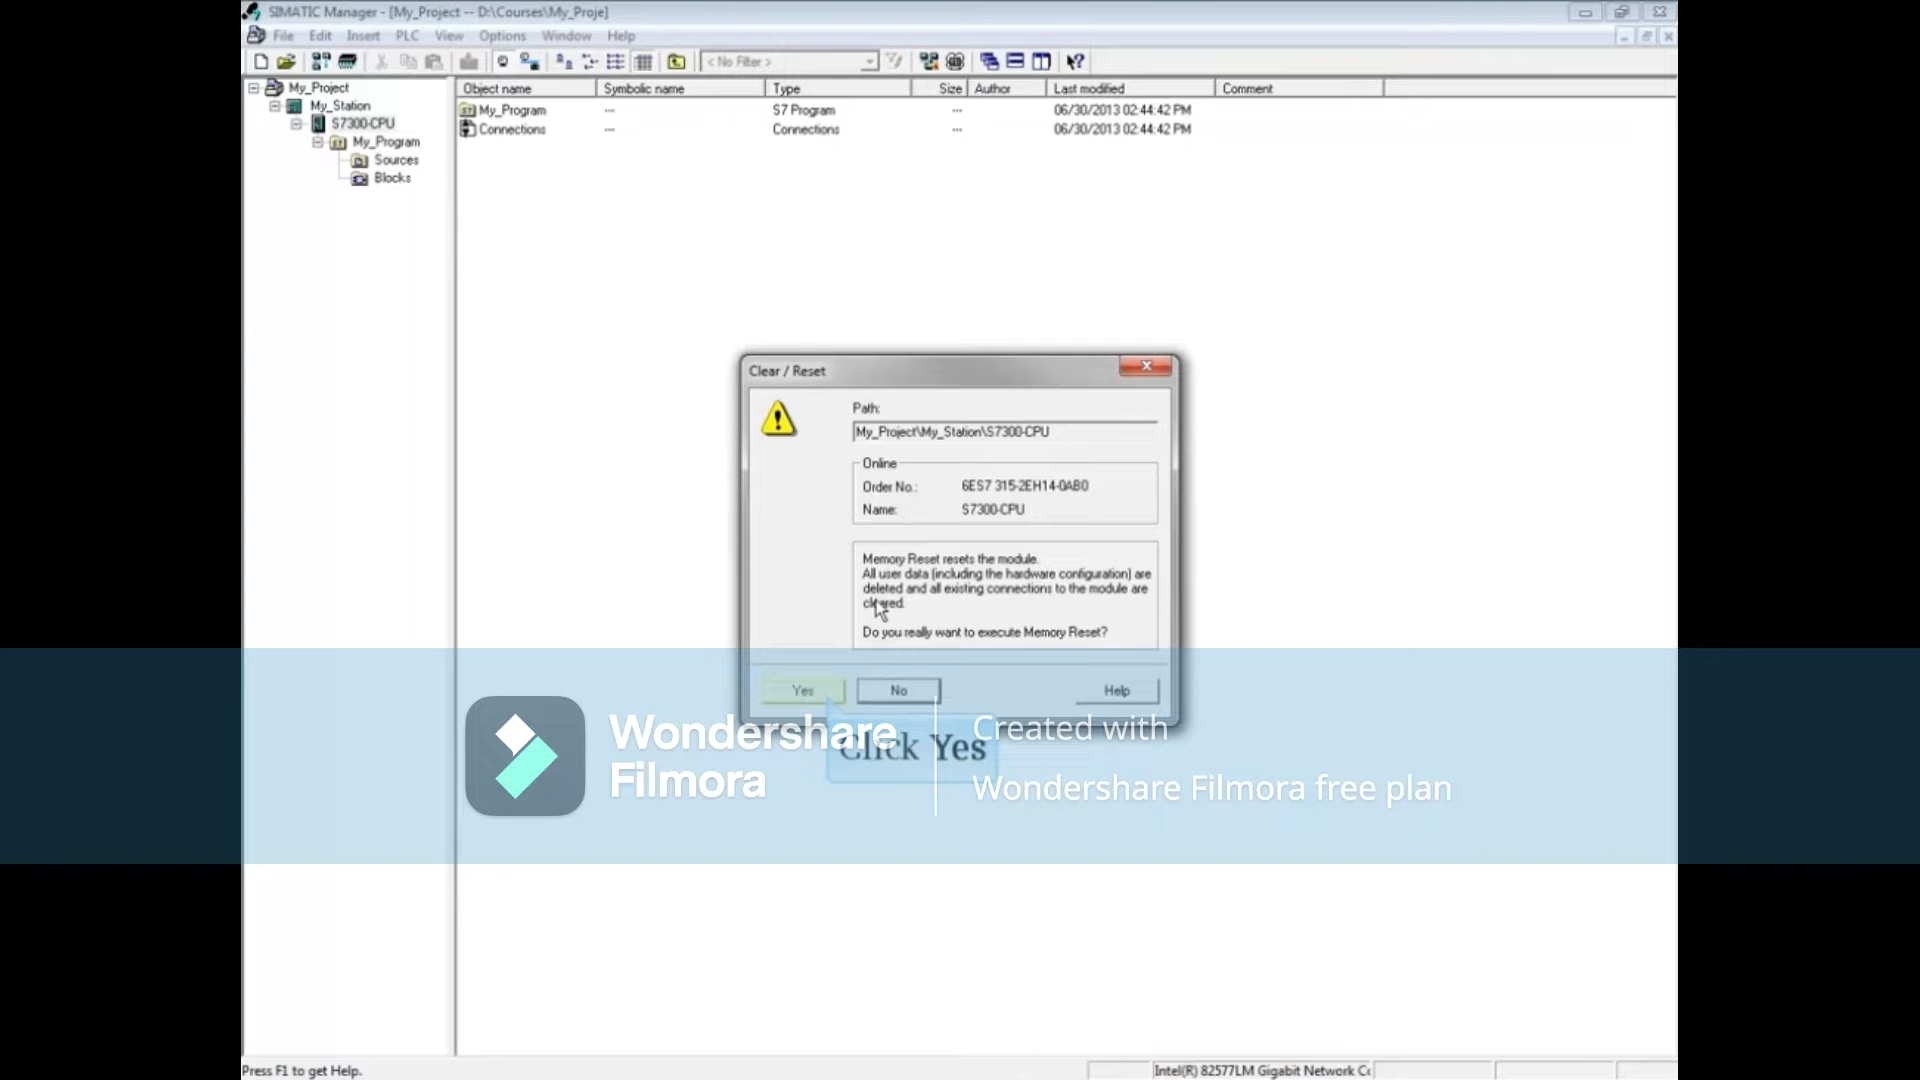 SIMATIC Manager - [My_Project -- D:\Courses\My_Proje]
File Edit Insert PLC View Options Window Help
< No Filter >
My_Project
My_Station
S7300-CPU
My_Program
Sources
Blocks
Object name Symbolic name Type Size Author Last modified Comment
My_Program --- S7 Program --- 06/30/2013 02:44:42 PM
Connections --- Connections --- 06/30/2013 02:44:42 PM
Clear / Reset
Path:
My_Project\My_Station\S7300-CPU
Online
Order No.: 6ES7 315-2EH14-0AB0
Name: S7300-CPU
Memory Reset resets the module.
All user data (including the hardware configuration) are
deleted and all existing connections to the module are
cleared.
Do you really want to execute Memory Reset?
Yes No Help
Click Yes
Wondershare
Filmora
Created with
Wondershare Filmora free plan
Press F1 to get Help.
Intel(R) 82577LM Gigabit Network Cc